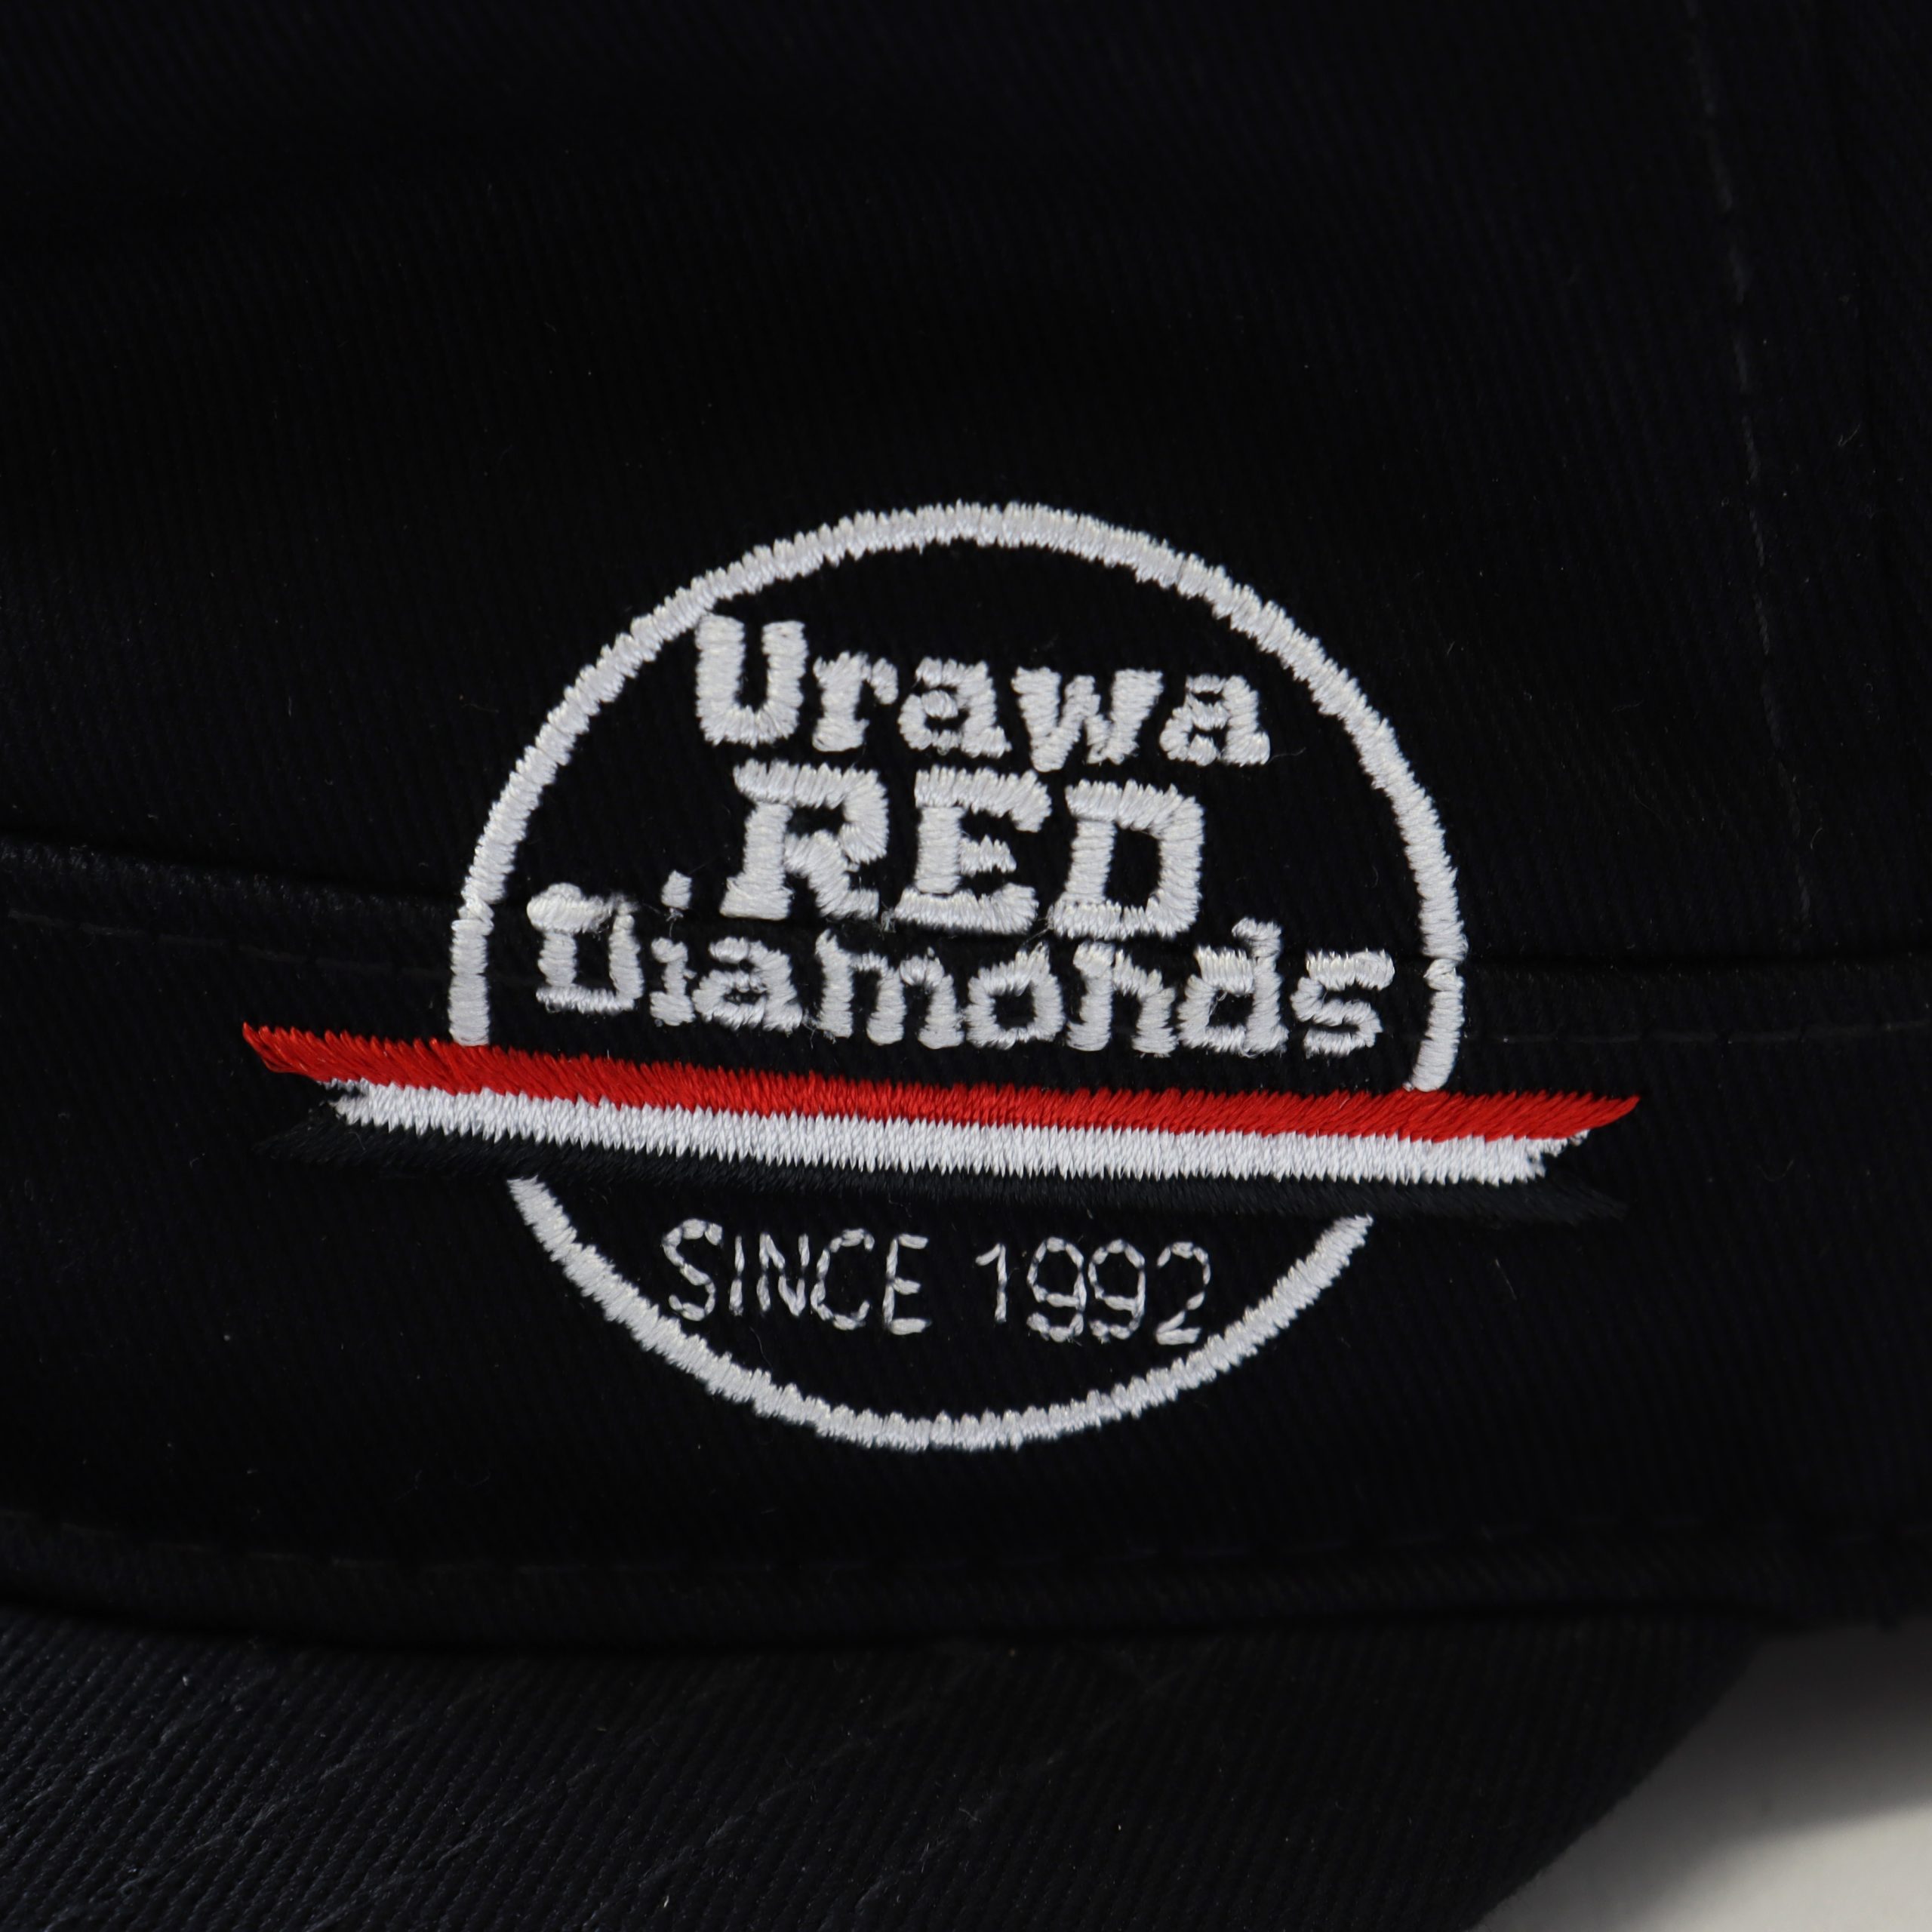 Urawa
RED
Diamonds
SINCE 1992